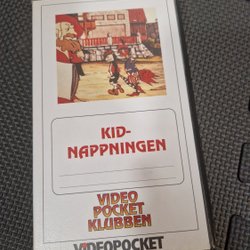 KID-
NAPPNINGEN
VIDEO
POCKET
KLUBBEN
VIDEOPOCKET